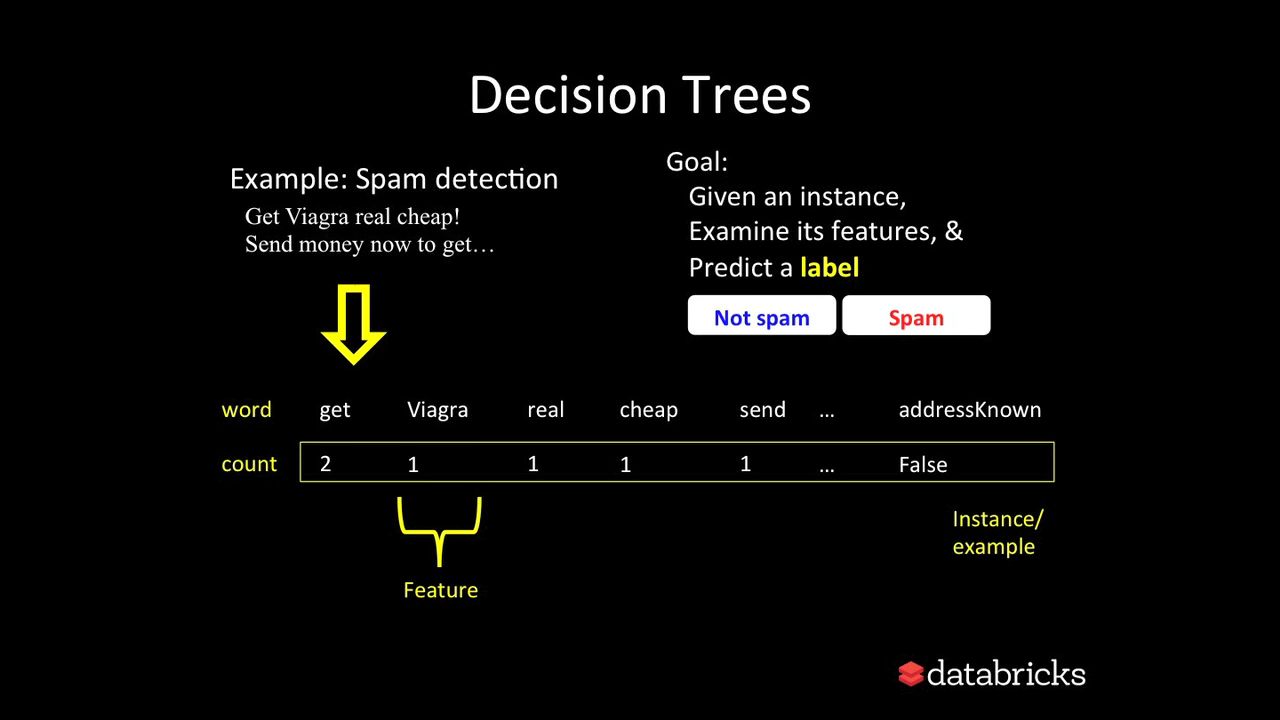 Decision Trees
Example: Spam detection
Get Viagra real cheap!
Send money now to get…
Goal:
Given an instance,
Examine its features, &
Predict a label
Not spam Spam
word get Viagra real cheap send ... addressKnown
count 2 1 1 1 1 ... False
Instance/
example
Feature
databricks